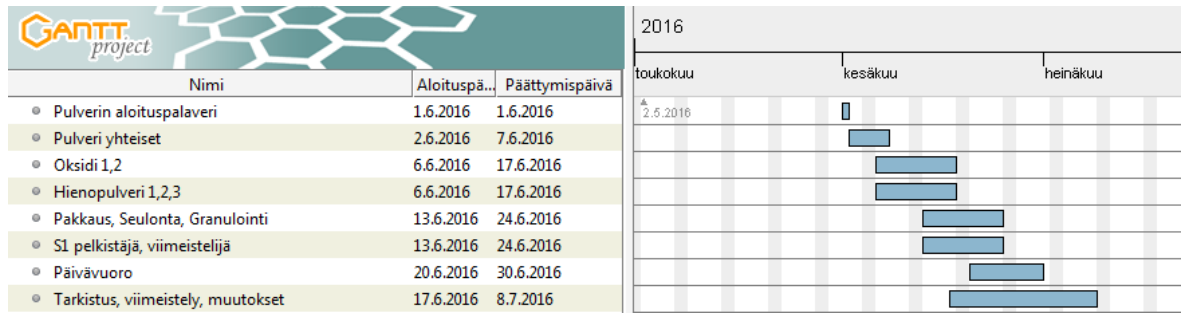 GANTT
project
2016
toukokuu kesäkuu heinäkuu
Nimi Aloituspä... Päättymispäivä
2.5.2016
Pulverin aloituspalaveri 1.6.2016 1.6.2016
Pulveri yhteiset 2.6.2016 7.6.2016
Oksidi 1,2 6.6.2016 17.6.2016
Hienopulveri 1,2,3 6.6.2016 17.6.2016
Pakkaus, Seulonta, Granulointi 13.6.2016 24.6.2016
S1 pelkistäjä, viimeistelijä 13.6.2016 24.6.2016
Päivävuoro 20.6.2016 30.6.2016
Tarkistus, viimeistely, muutokset 17.6.2016 8.7.2016